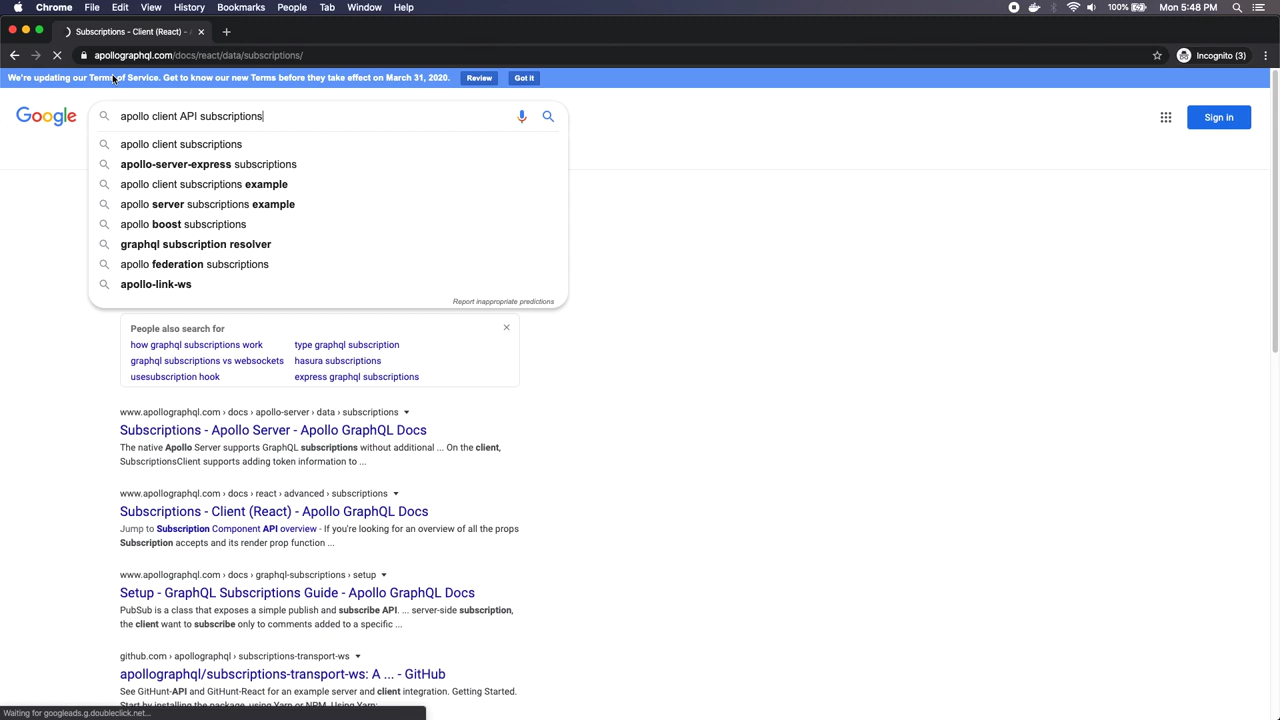 Chrome File Edit View History Bookmarks People Tab Window Help 100% Mon 5:48 PM
Subscriptions - Client (React) - A
apollographql.com/docs/react/data/subscriptions/ Incognito (3)
We're updating our Terms of Service. Get to know our new Terms before they take effect on March 31, 2020. Review Got it
Google apollo client API subscriptions Sign in
apollo client subscriptions
apollo-server-express subscriptions
apollo client subscriptions example
apollo server subscriptions example
apollo boost subscriptions
graphql subscription resolver
apollo federation subscriptions
apollo-link-ws
Report inappropriate predictions
People also search for
how graphql subscriptions work type graphql subscription
graphql subscriptions vs websockets hasura subscriptions
usesubscription hook express graphql subscriptions
www.apollographql.com › docs › apollo-server › data › subscriptions
Subscriptions - Apollo Server - Apollo GraphQL Docs
The native Apollo Server supports GraphQL subscriptions without additional ... On the client,
SubscriptionsClient supports adding token information to ...
www.apollographql.com › docs › react › advanced › subscriptions
Subscriptions - Client (React) - Apollo GraphQL Docs
Jump to Subscription Component API overview - If you're looking for an overview of all the props
Subscription accepts and its render prop function ...
www.apollographql.com › docs › graphql-subscriptions › setup
Setup - GraphQL Subscriptions Guide - Apollo GraphQL Docs
PubSub is a class that exposes a simple publish and subscribe API. ... server-side subscription,
the client want to subscribe only to comments added to a specific ...
github.com › apollographql › subscriptions-transport-ws
apollographql/subscriptions-transport-ws: A ... - GitHub
See GitHunt-API and GitHunt-React for an example server and client integration. Getting Started.
Start by installing the package, using Yarn or NPM. Using Yarn:
Waiting for googleads.g.doubleclick.net...